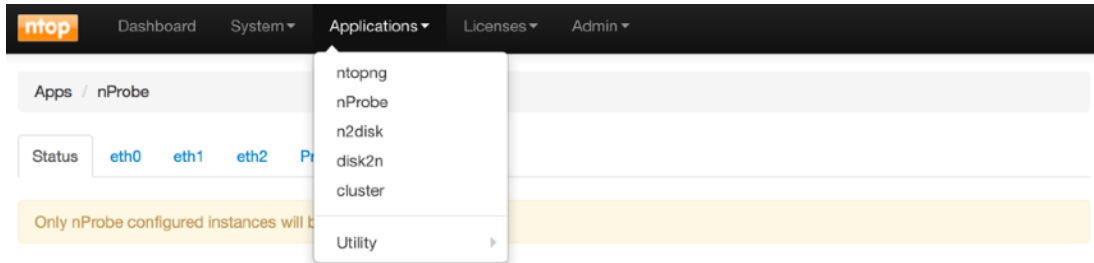 ntop Dashboard System Applications Licenses Admin
ntopng
Apps / nProbe
nProbe
n2disk
Status eth0 eth1 eth2
disk2n
cluster
Only nProbe configured instances will
Utility